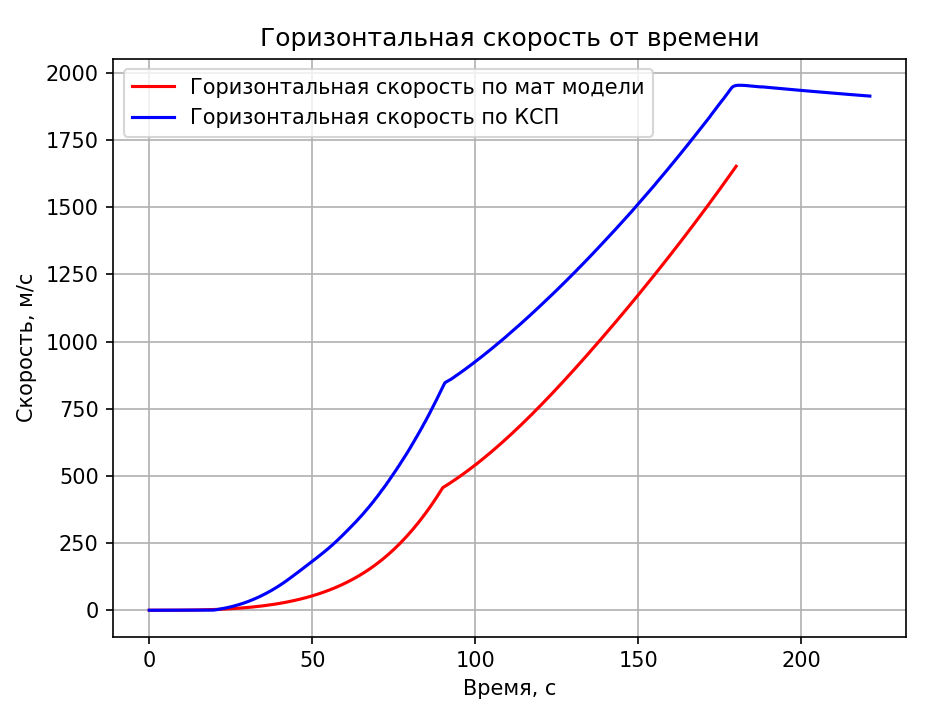 Горизонтальная скорость от времени
Горизонтальная скорость по мат модели
Горизонтальная скорость по КСП
Скорость, м/с
2000
1750
1500
1250
1000
750
500
250
0
0 50 100 150 200
Время, с